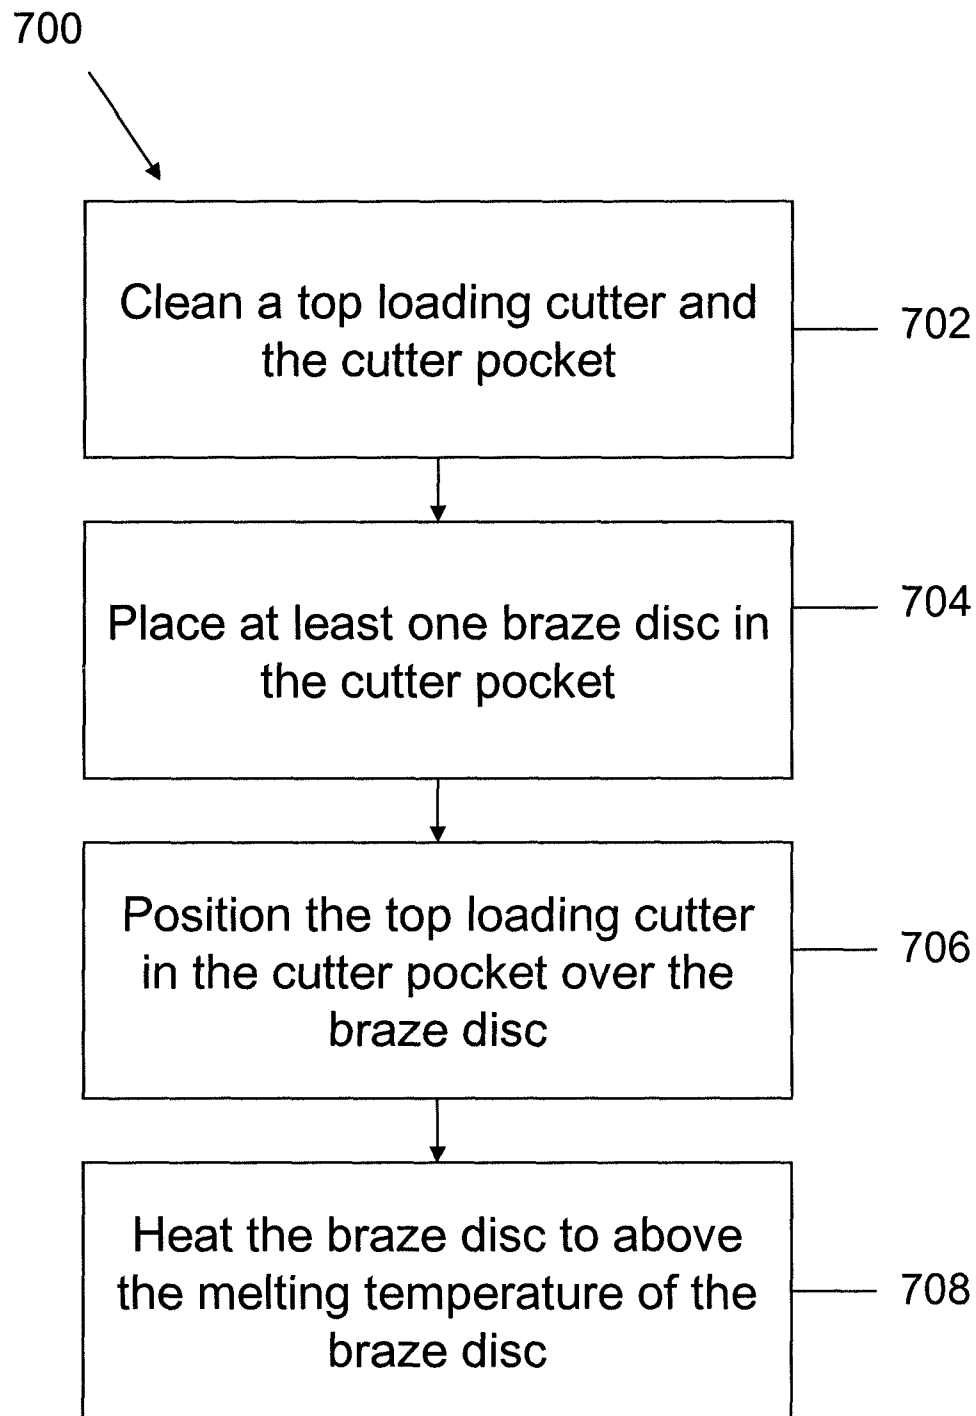 700
Clean a top loading cutter and
the cutter pocket
702
Place at least one braze disc in
the cutter pocket
704
Position the top loading cutter
in the cutter pocket over the
braze disc
706
Heat the braze disc to above
the melting temperature of the
braze disc
708